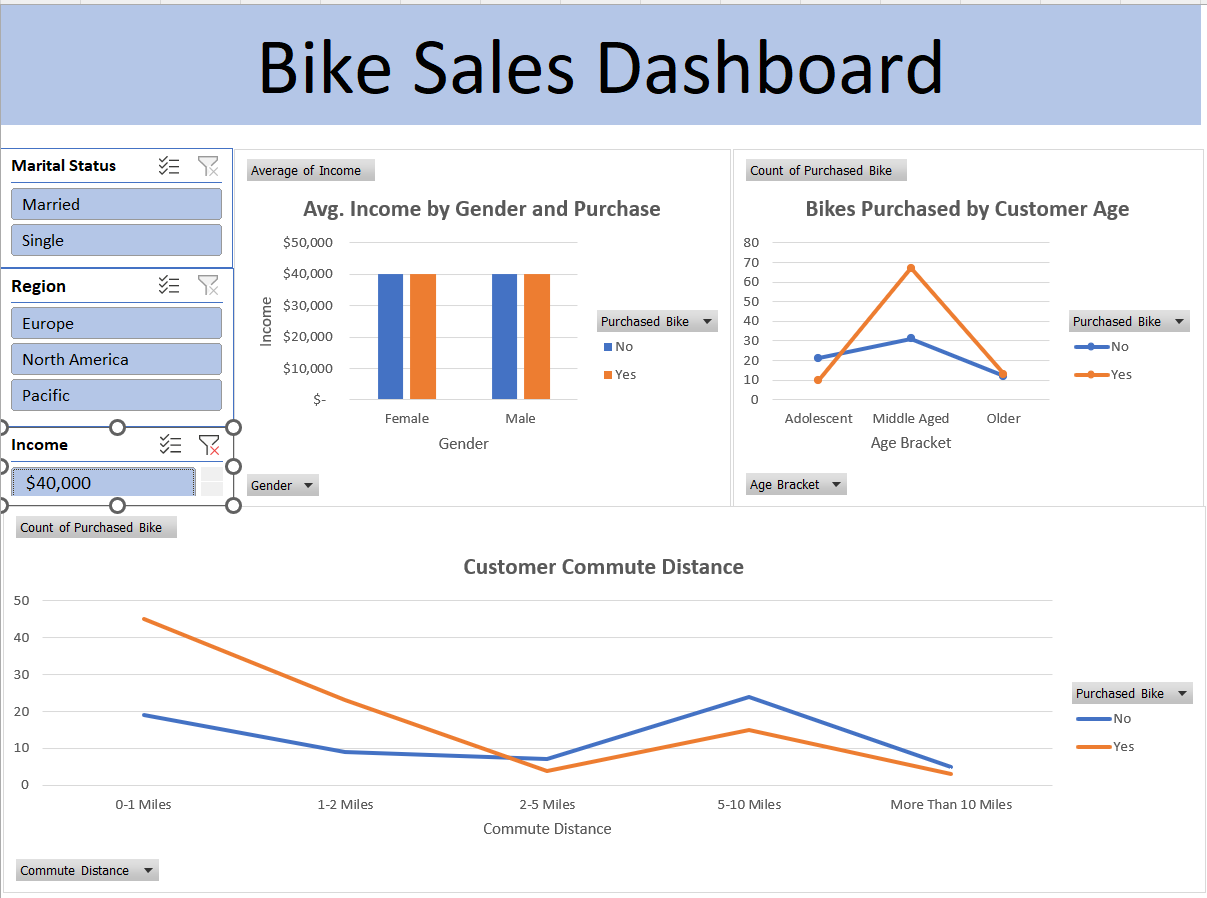 Bike Sales Dashboard
Marital Status
Married
Single
Region
Europe
North America
Pacific
Income
$40,000
Average of Income
Avg. Income by Gender and Purchase
$50,000
$40,000
$30,000
$20,000
$10,000
$-
Income
Female Male
Gender
Purchased Bike
No
Yes
Gender
Count of Purchased Bike
Bikes Purchased by Customer Age
80
70
60
50
40
30
20
10
0
Adolescent Middle Aged Older
Age Bracket
Purchased Bike
No
Yes
Age Bracket
Count of Purchased Bike
Customer Commute Distance
50
40
30
20
10
0
0-1 Miles 1-2 Miles 2-5 Miles 5-10 Miles More Than 10 Miles
Commute Distance
Purchased Bike
No
Yes
Commute Distance